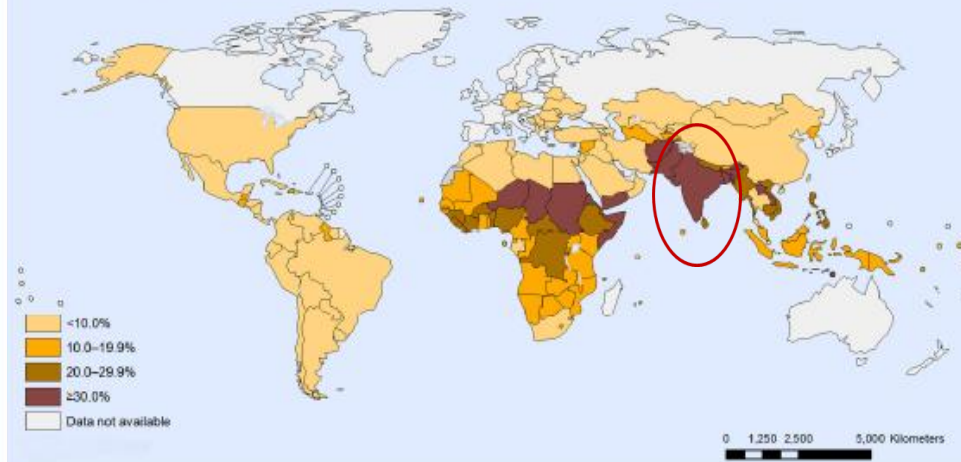 <10.0%
10.0–19.9%
20.0–29.9%
≥30.0%
Data not available
0 1,250 2,500 5,000 Kilometers